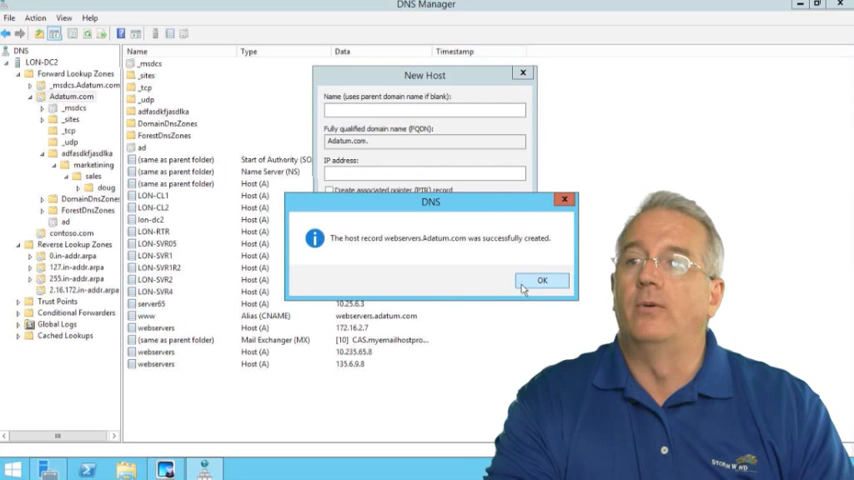 DNS Manager
File Action View Help
DNS
LON-DC2
Forward Lookup Zones
_msdcs.Adatum.com
Adatum.com
_msdcs
_sites
_tcp
_udp
adfasdkfjasdlka
marketining
sales
doug
DomainDnsZones
ForestDnsZones
ad
contoso.com
Reverse Lookup Zones
0.in-addr.arpa
127.in-addr.arpa
255.in-addr.arpa
2.16.172.in-addr.arpa
Trust Points
Conditional Forwarders
Global Logs
Cached Lookups
Name Type Data Timestamp
_msdcs
_sites
_tcp
_udp
adfasdkfjasdlka
DomainDnsZones
ForestDnsZones
ad
(same as parent folder) Start of Authority (SO
(same as parent folder) Name Server (NS)
(same as parent folder) Host (A)
LON-CL1 Host (A)
LON-CL2 Host (A)
lon-dc2 Host (A)
LON-RTR Host (A)
LON-SVR05 Host (A)
LON-SVR1 Host (A)
LON-SVR1R2 Host (A)
LON-SVR2 Host (A)
LON-SVR4 Host (A)
server65 Host (A) 10.25.6.3
www Alias (CNAME) webservers.adatum.com
webservers Host (A) 172.16.2.7
(same as parent folder) Mail Exchanger (MX) [10] CAS.myemailhostpro...
webservers Host (A) 10.235.65.8
webservers Host (A) 135.6.9.8
New Host
Name (uses parent domain name if blank):
Fully qualified domain name (FQDN):
Adatum.com.
IP address:
Create associated pointer (PTR) record
DNS
The host record webservers.Adatum.com was successfully created.
OK
STORMWIND